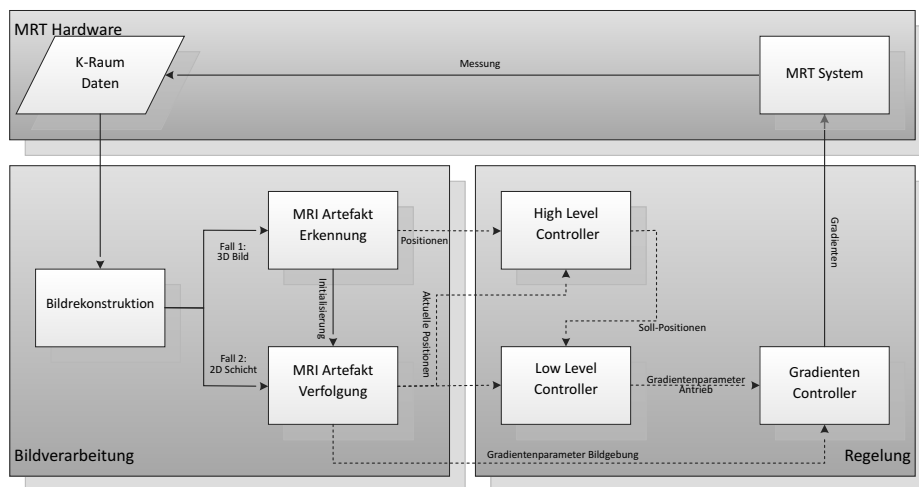 MRT Hardware
K-Raum
Daten
Messung
MRT System
MRI Artefakt
Erkennung
Fall 1:
3D Bild
Positionen
High Level
Controller
Gradienten
Bildrekonstruktion
Initialisierung
Aktuelle Positionen
Soll-Positionen
Fall 2:
2D Schicht
MRI Artefakt
Verfolgung
Low Level
Controller
Gradientenparameter
Antrieb
Gradienten
Controller
Bildverarbeitung
Gradientenparameter Bildgebung
Regelung